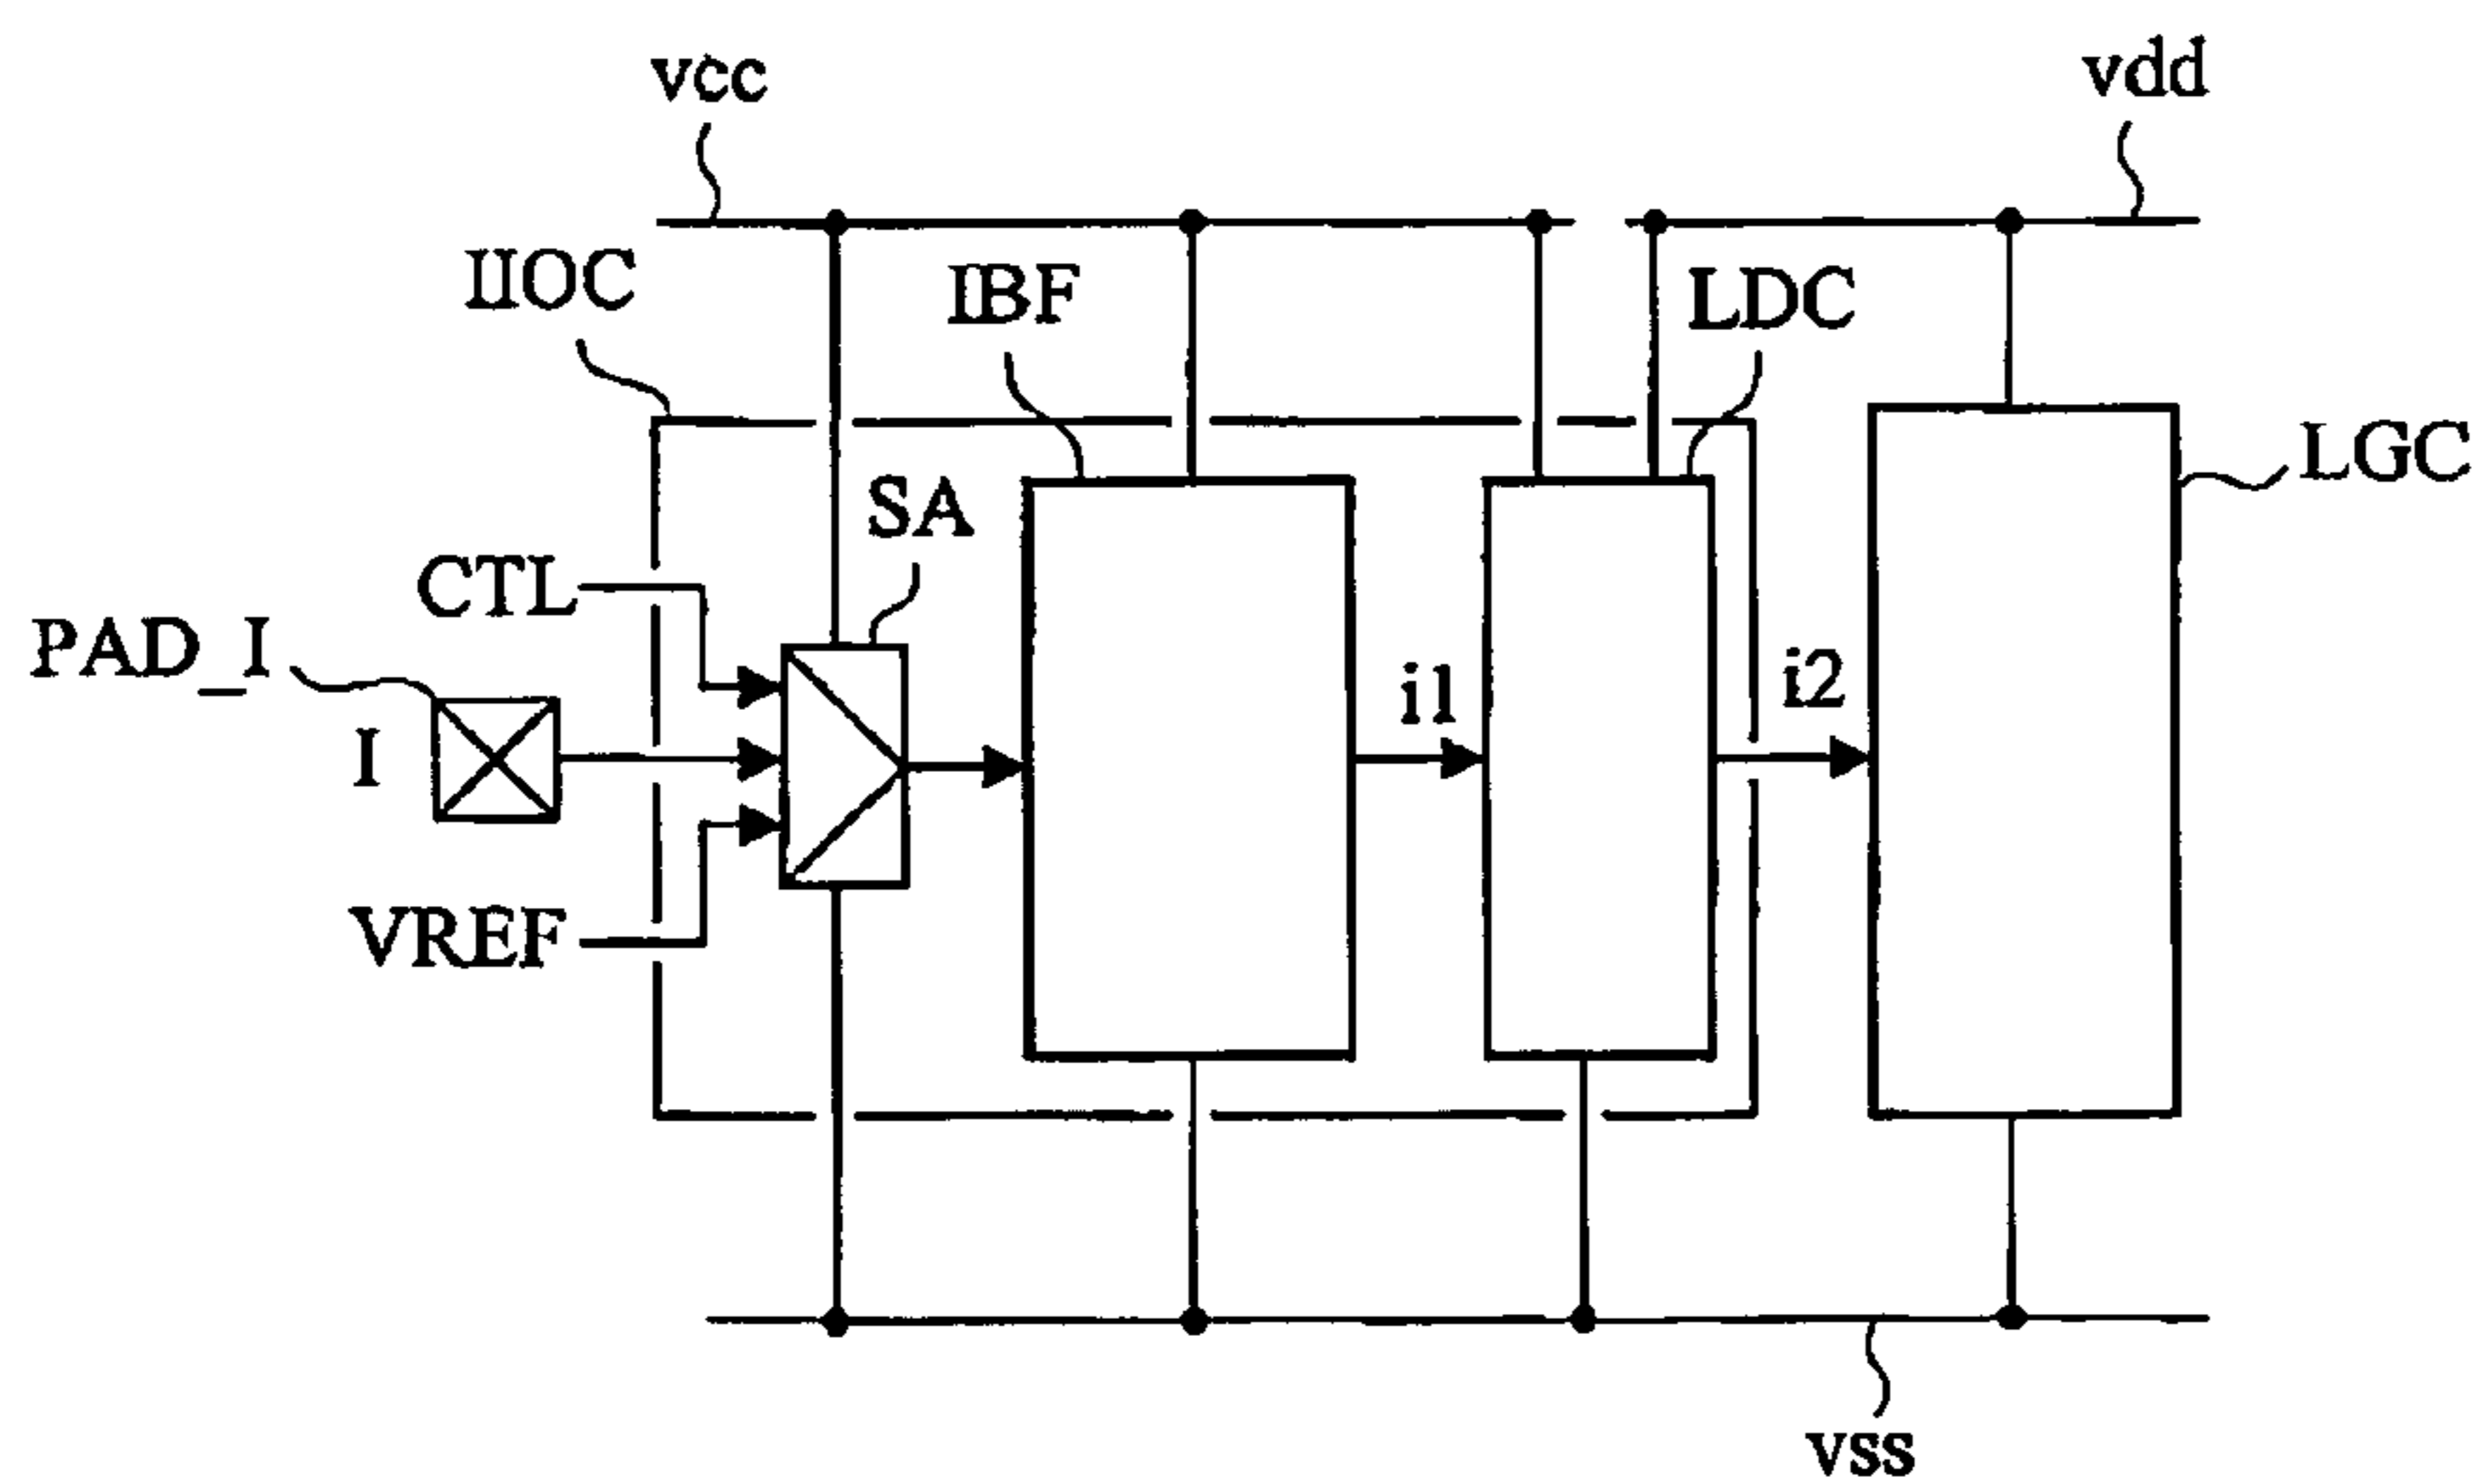 vcc
vdd
IIOC
IBF
LDC
LGC
SA
CTL
PAD_I
I
i1
i2
VREF
vss